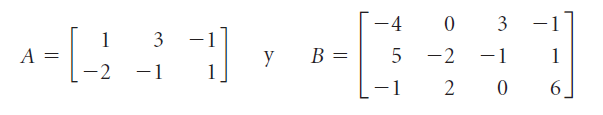 A = [ 1 3 −1 ; −2 −1 1 ] y B = [ −4 0 3 −1 ; 5 −2 −1 1 ; −1 2 0 6 ]